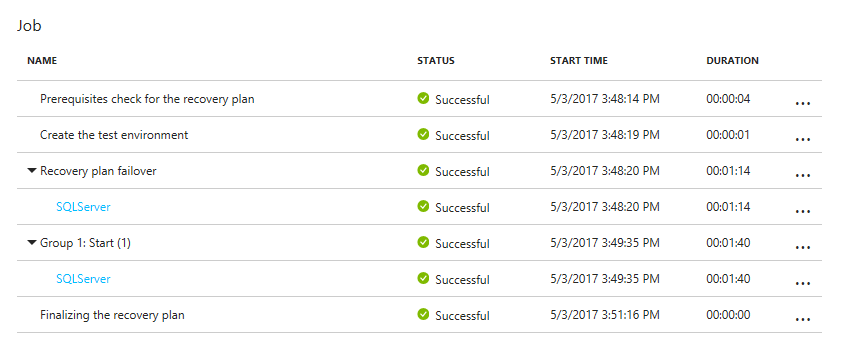 Job
NAME STATUS START TIME DURATION
Prerequisites check for the recovery plan Successful 5/3/2017 3:48:14 PM 00:00:04 ...
Create the test environment Successful 5/3/2017 3:48:19 PM 00:00:01 ...
Recovery plan failover Successful 5/3/2017 3:48:20 PM 00:01:14 ...
SQLServer Successful 5/3/2017 3:48:20 PM 00:01:14 ...
Group 1: Start (1) Successful 5/3/2017 3:49:35 PM 00:01:40 ...
SQLServer Successful 5/3/2017 3:49:35 PM 00:01:40 ...
Finalizing the recovery plan Successful 5/3/2017 3:51:16 PM 00:00:00 ...